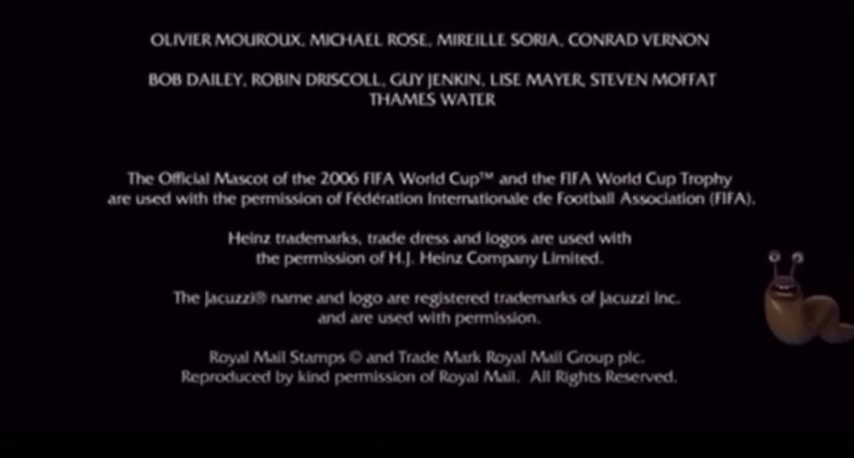 OLIVIER MOUROUX, MICHAEL ROSE, MIREILLE SORIA, CONRAD VERNON
BOB DAILEY, ROBIN DRISCOLL, GUY JENKIN, LISE MAYER, STEVEN MOFFAT
THAMES WATER
The Official Mascot of the 2006 FIFA World Cup™ and the FIFA World Cup Trophy
are used with the permission of Fédération Internationale de Football Association (FIFA).
Heinz trademarks, trade dress and logos are used with
the permission of H.J. Heinz Company Limited.
The Jacuzzi® name and logo are registered trademarks of Jacuzzi Inc.
and are used with permission.
Royal Mail Stamps © and Trade Mark Royal Mail Group plc.
Reproduced by kind permission of Royal Mail. All Rights Reserved.